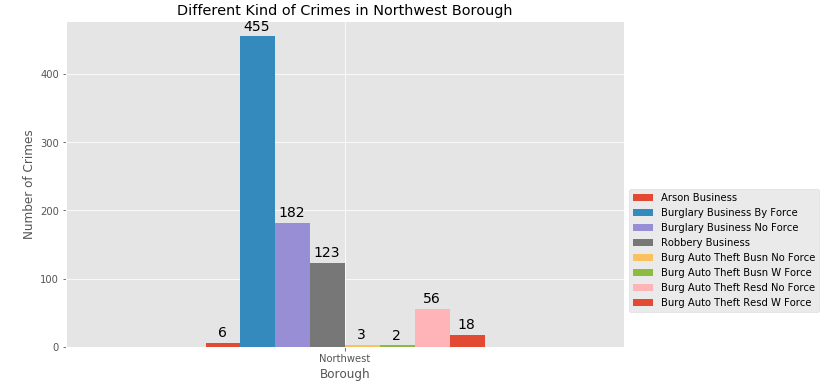 Different Kind of Crimes in Northwest Borough
455
182
123
6
3
2
56
18
400
300
200
100
0
Number of Crimes
Northwest
Borough
Arson Business
Burglary Business By Force
Burglary Business No Force
Robbery Business
Burg Auto Theft Busn No Force
Burg Auto Theft Busn W Force
Burg Auto Theft Resd No Force
Burg Auto Theft Resd W Force